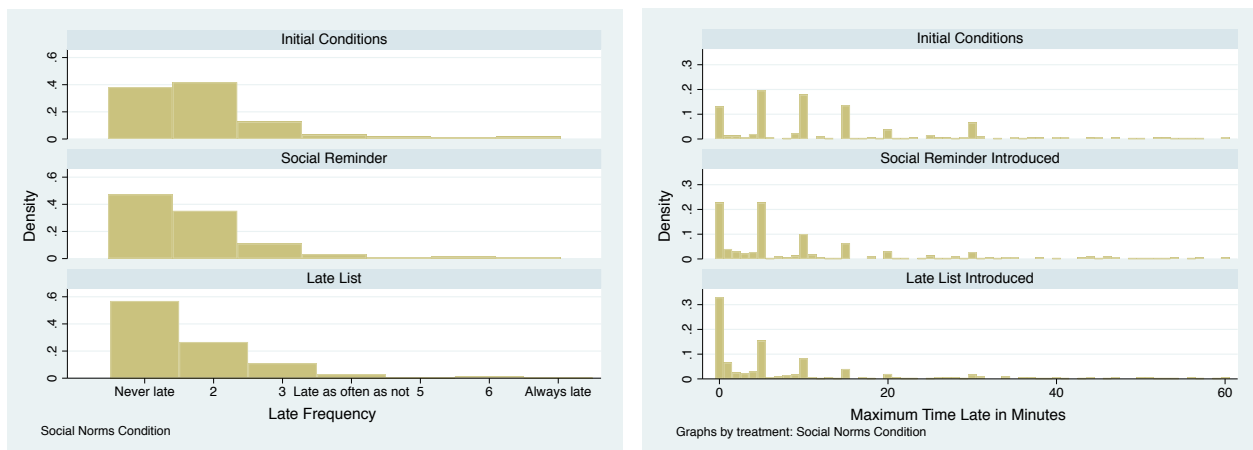 Initial Conditions
.6
.4
.2
0
Social Reminder
.6
.4
.2
0
Density
Late List
.6
.4
.2
0
Never late 2 3 Late as often as not 5 6 Always late
Late Frequency
Social Norms Condition
Initial Conditions
.3
.2
.1
0
Social Reminder Introduced
.3
.2
.1
0
Density
Late List Introduced
.3
.2
.1
0
0 20 40 60
Maximum Time Late in Minutes
Graphs by treatment: Social Norms Condition